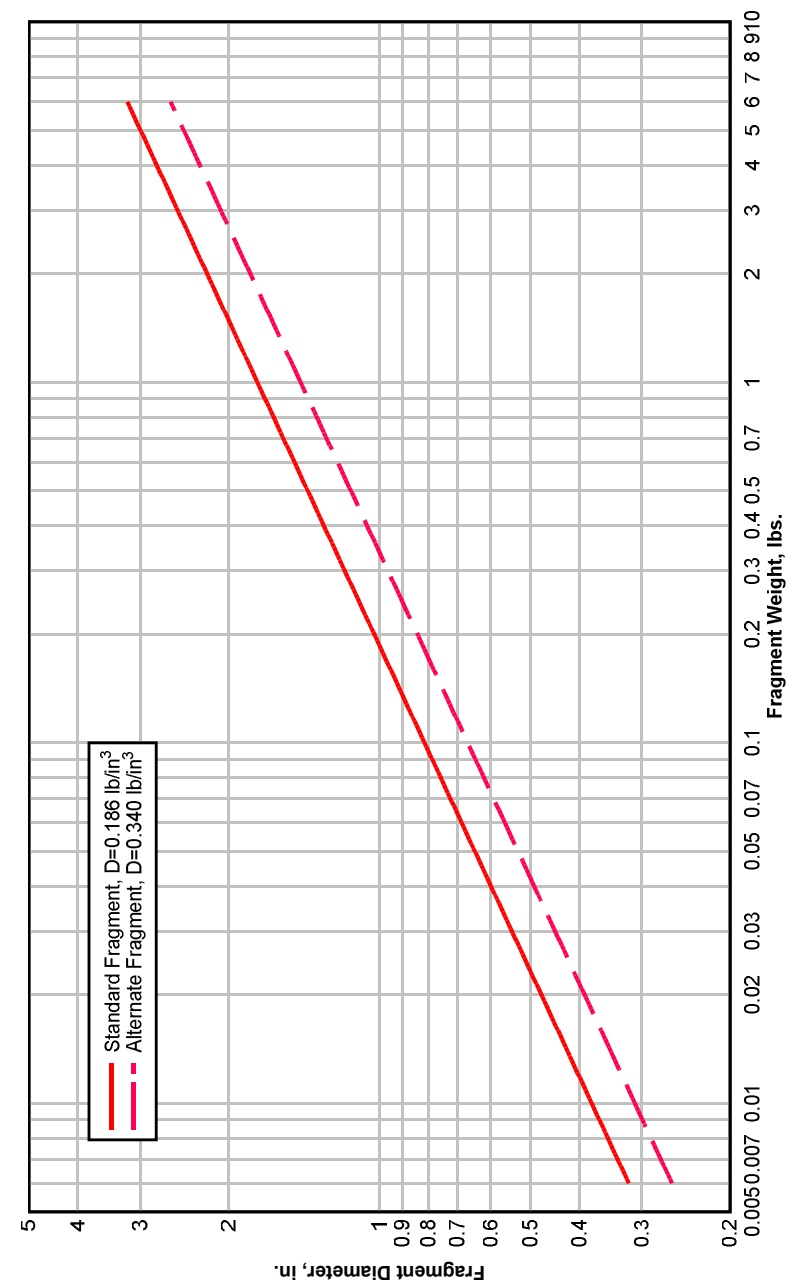 Standard Fragment, D=0.186 lb/in³
Alternate Fragment, D=0.340 lb/in³
5
4
3
2
1
0.9
0.8
0.7
0.6
0.5
0.4
0.3
0.2
Fragment Diameter, in.
0.005 0.007 0.01 0.02 0.03 0.05 0.07 0.1 0.2 0.3 0.4 0.5 0.7 1 2 3 4 5 6 7 8 9 10
Fragment Weight, lbs.